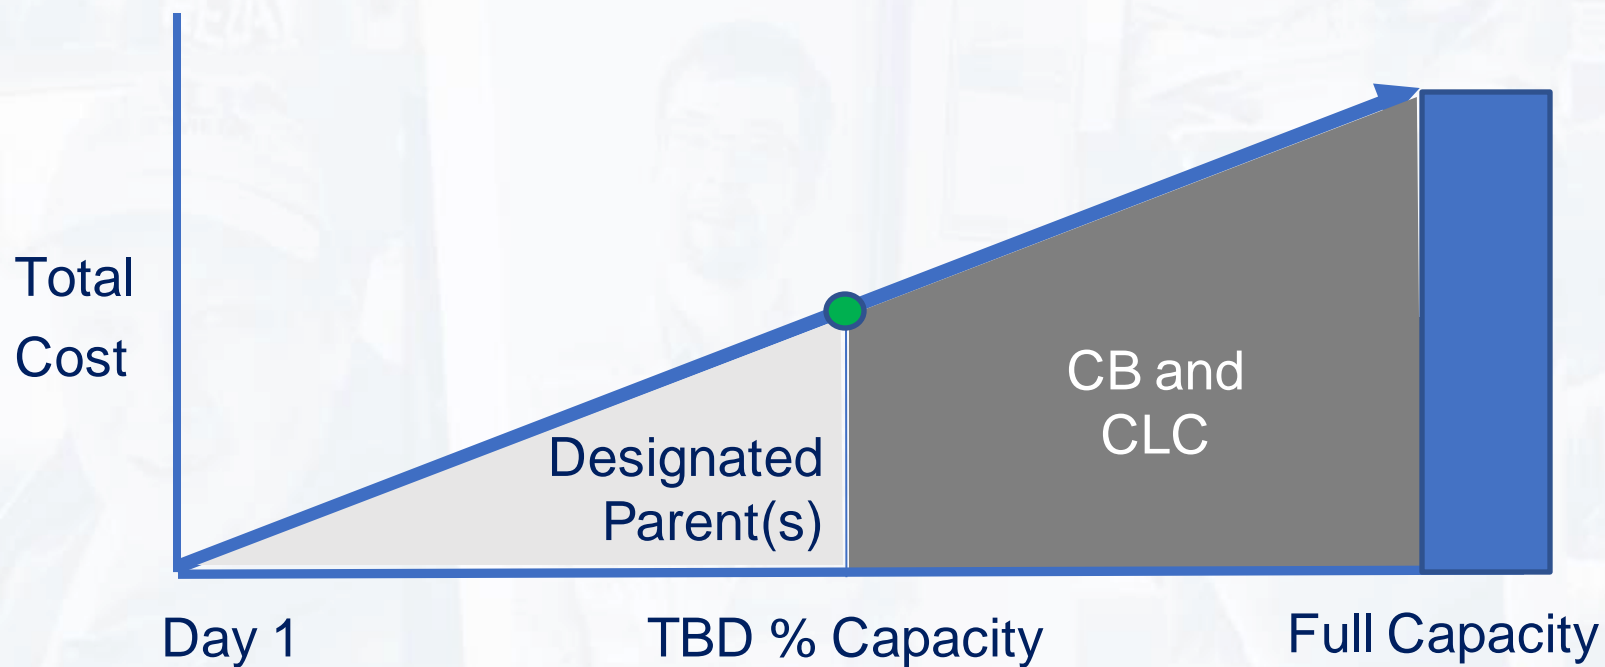 Total
Cost
Designated
Parent(s)
CB and
CLC
Day 1
TBD % Capacity
Full Capacity